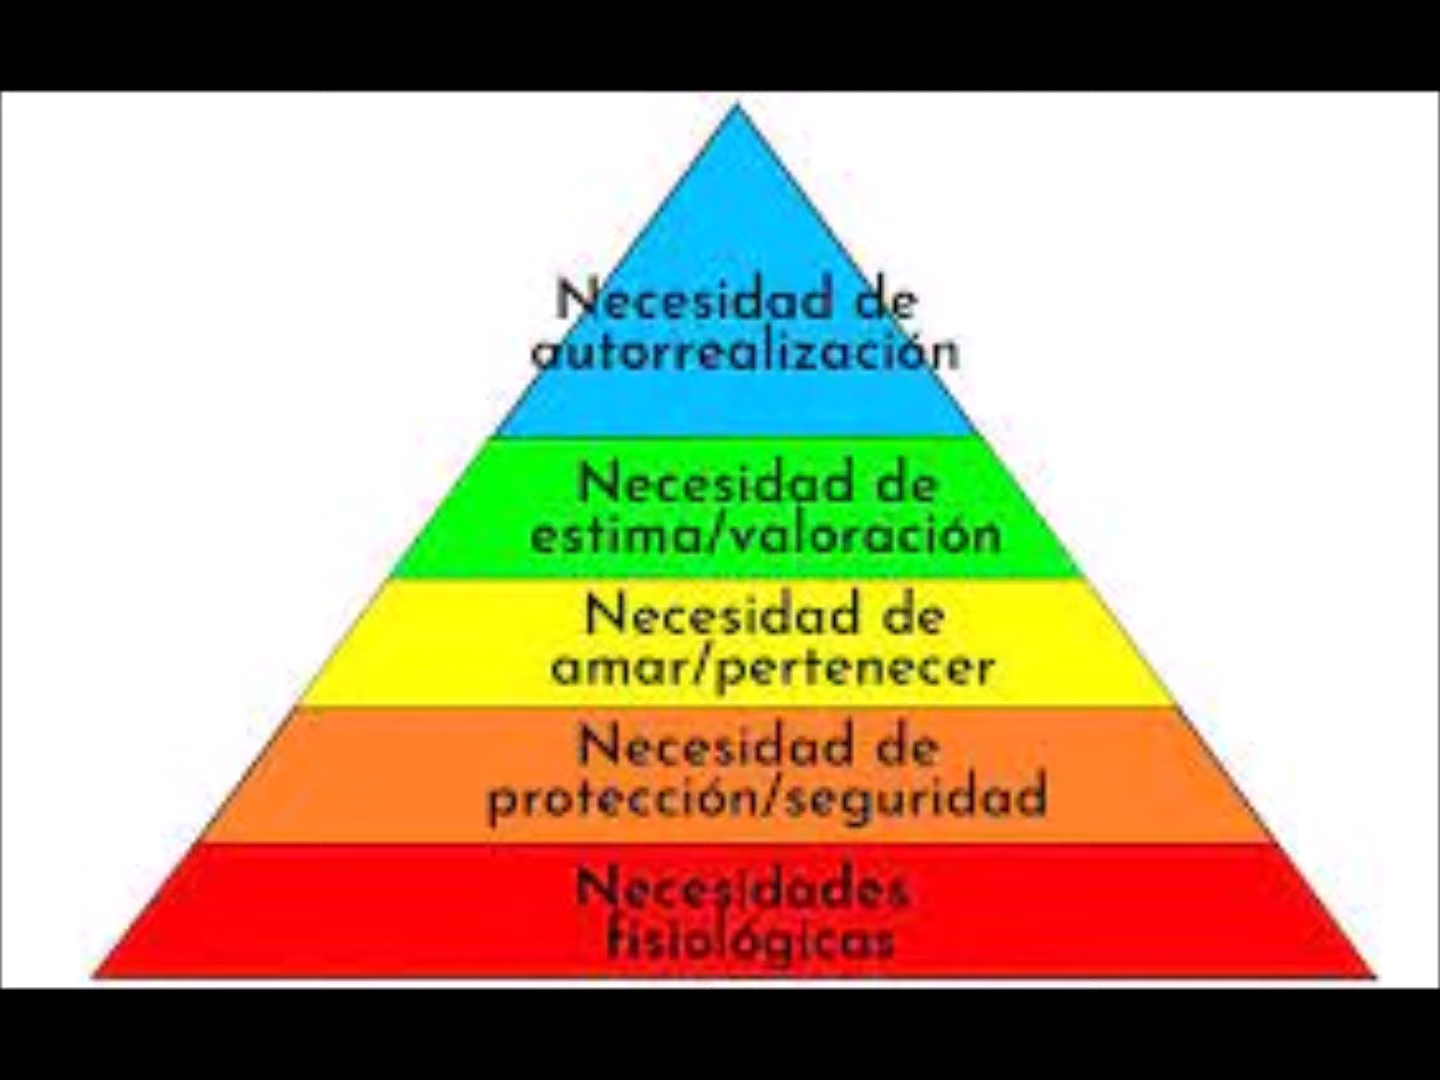 Necesidad de
autorrealización
Necesidad de
estima/valoración
Necesidad de
amar/pertenecer
Necesidad de
protección/seguridad
Necesidades
fisiológicas